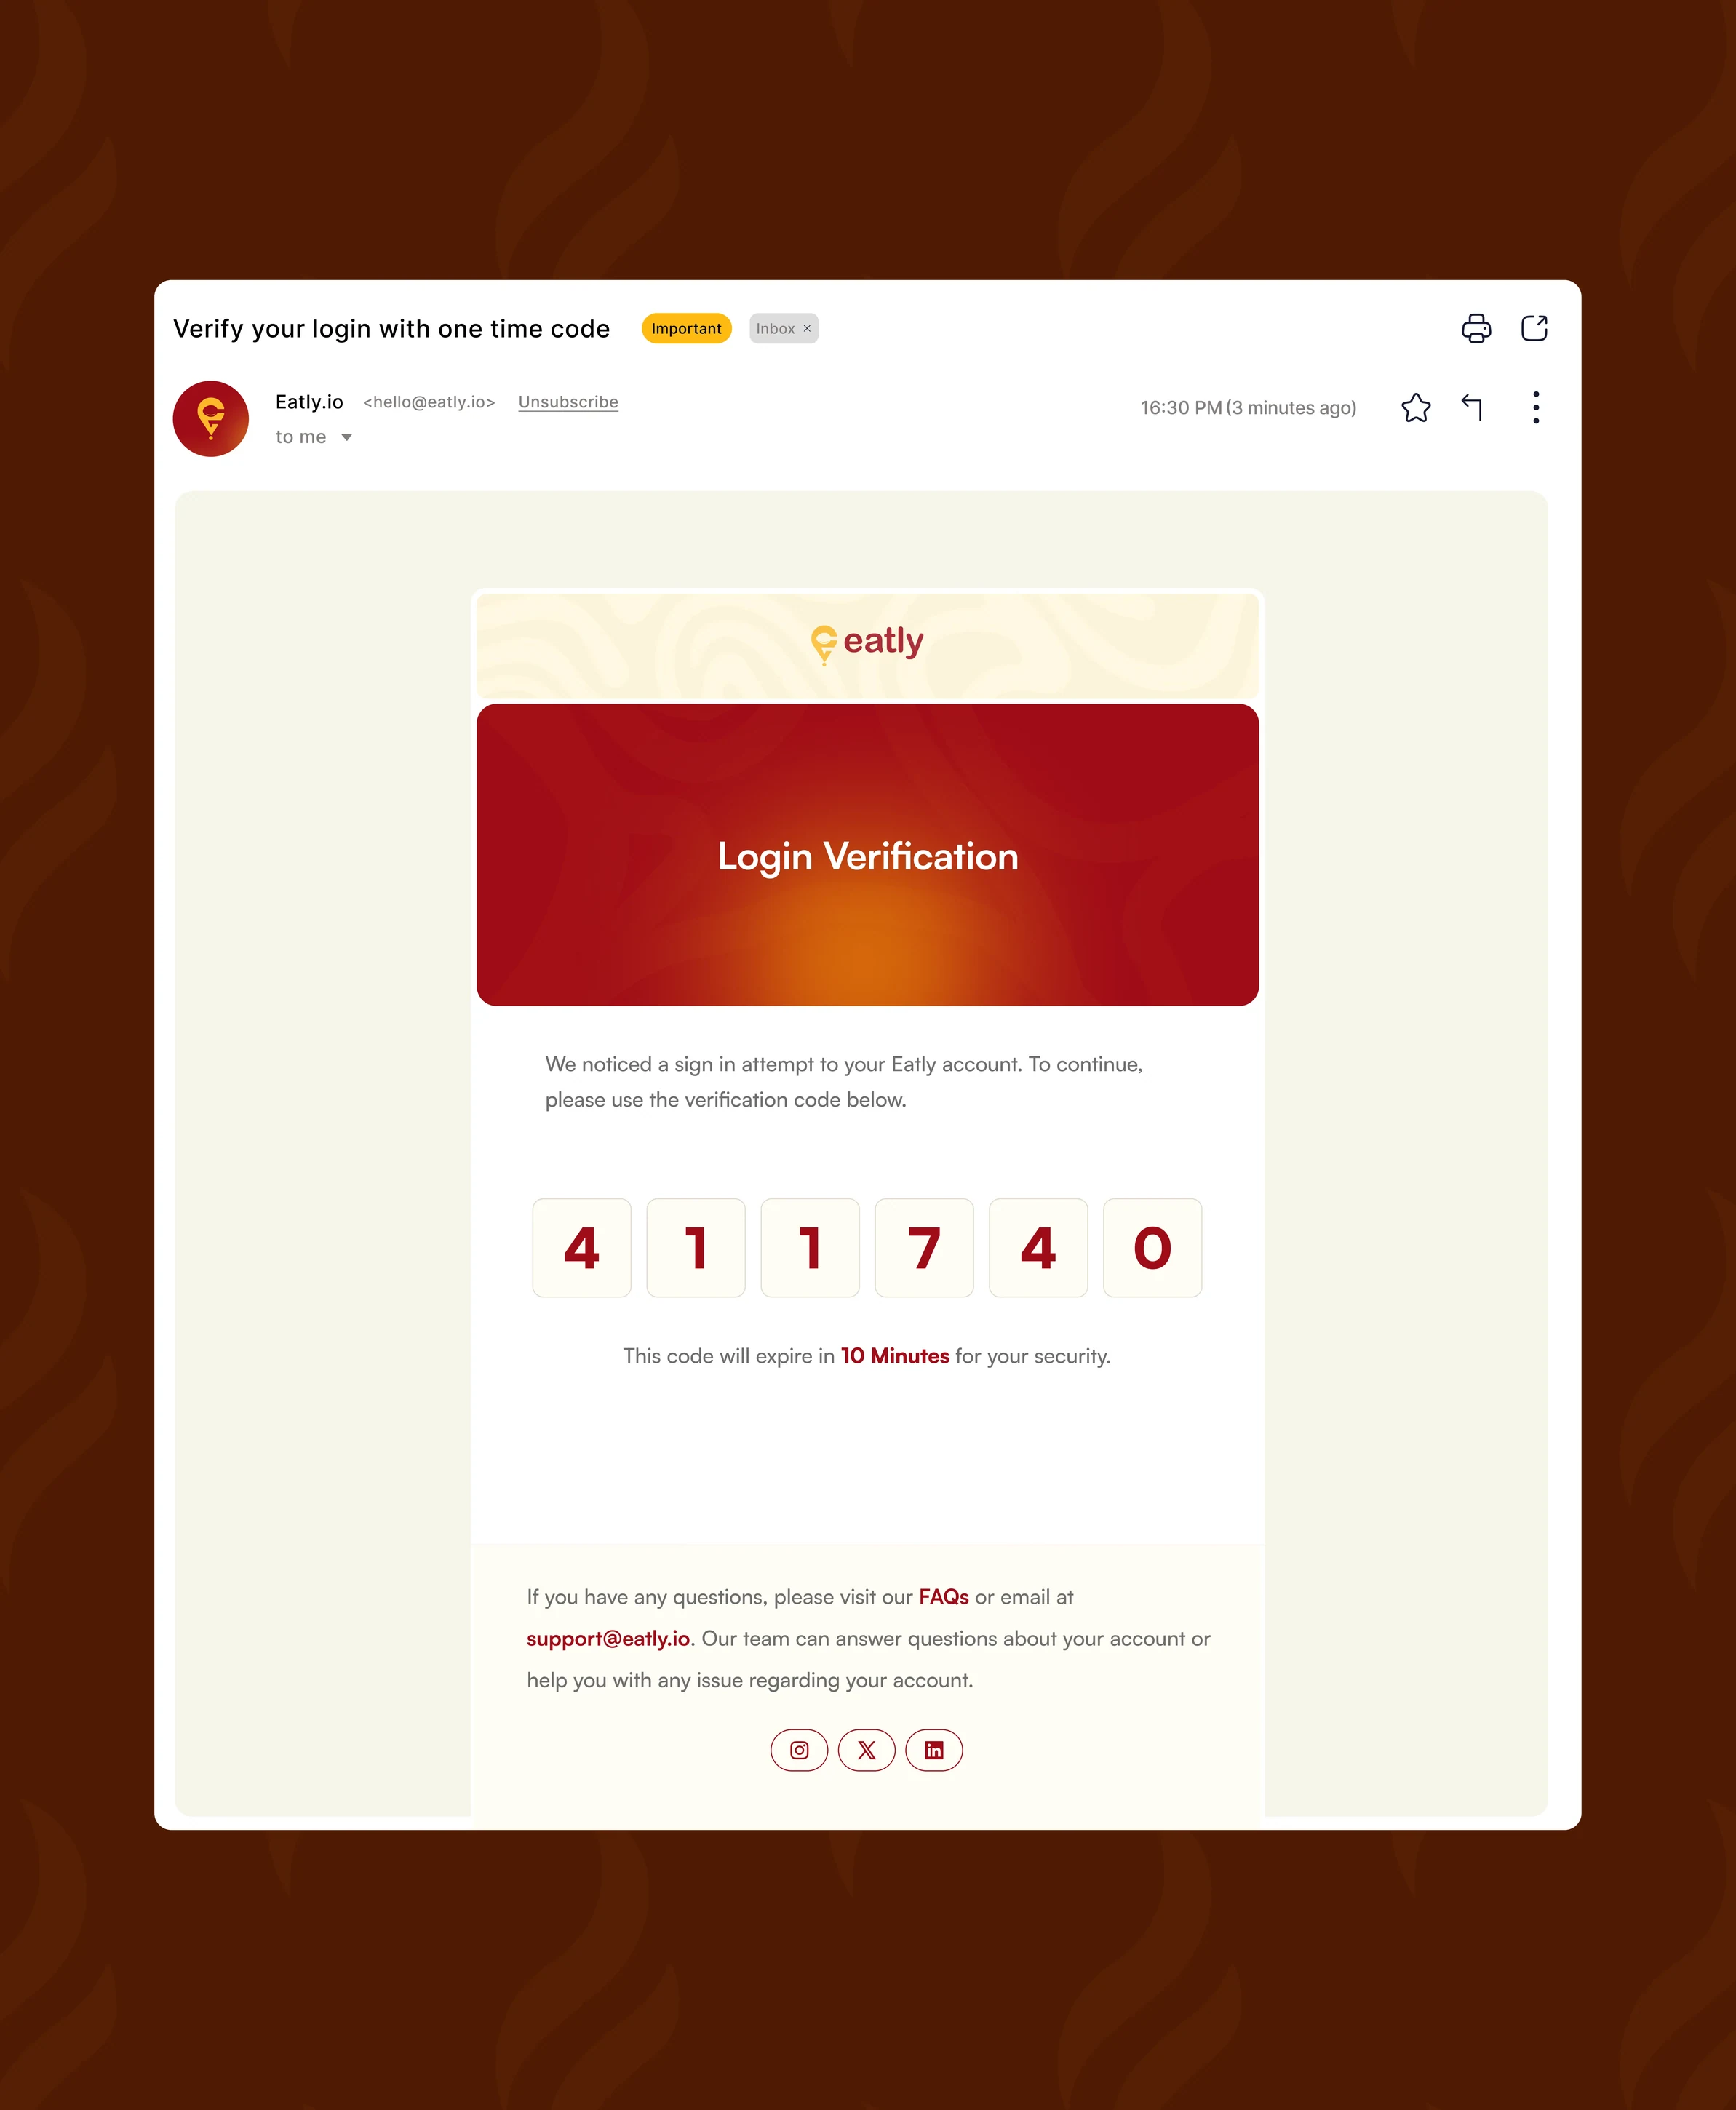 Verify your login with one time code Important Inbox ×
Eatly.io <hello@eatly.io> Unsubscribe 16:30 PM (3 minutes ago)
to me
eatly
Login Verification
We noticed a sign in attempt to your Eatly account. To continue,
please use the verification code below.
4 1 1 7 4 0
This code will expire in 10 Minutes for your security.
If you have any questions, please visit our FAQs or email at
support@eatly.io. Our team can answer questions about your account or
help you with any issue regarding your account.